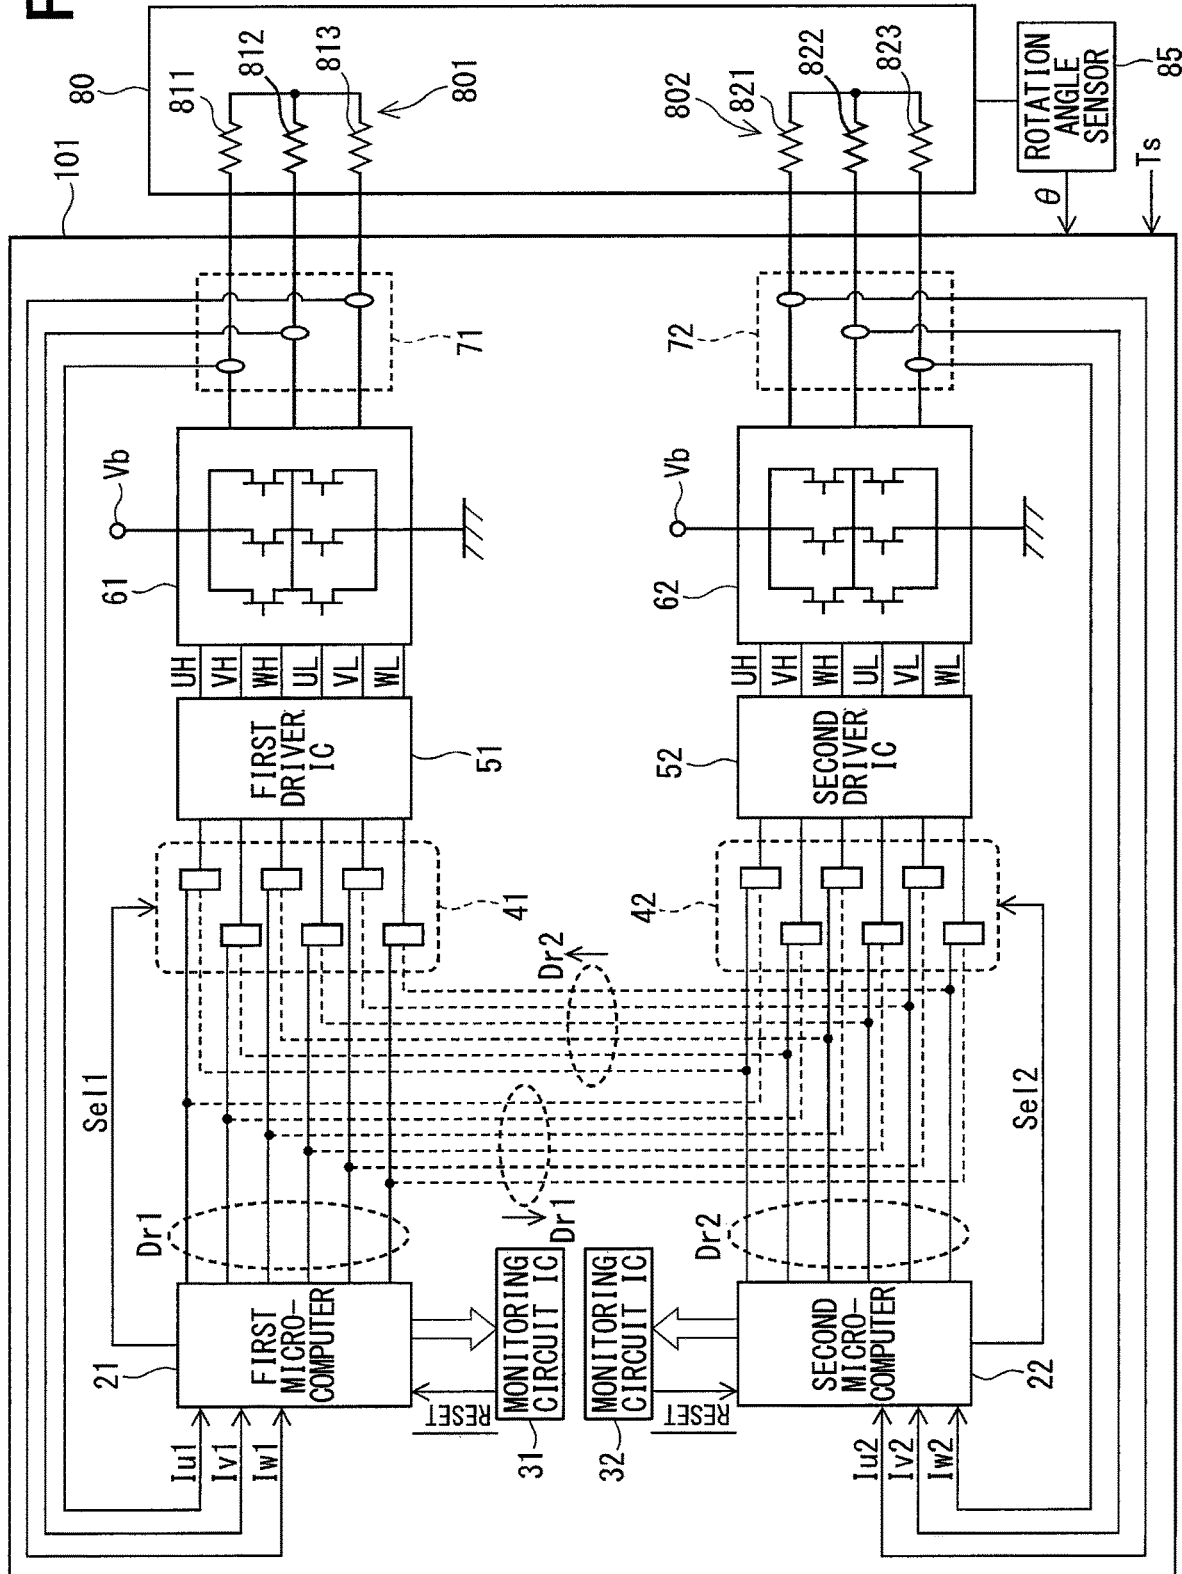 F
80
811
812
813
801
802
821
822
823
ROTATION
ANGLE
SENSOR
85
101
θ
Ts
71
72
Vb
61
Vb
62
UH
VH
WH
UL
VL
WL
UH
VH
WH
UL
VL
WL
FIRST
DRIVER
IC
51
SECOND
DRIVER
IC
52
41
42
Dr2
Sel1
Sel2
Dr1
Dr1
Dr2
21
FIRST
MICRO-
COMPUTER
MONITORING
CIRCUIT IC
MONITORING
CIRCUIT IC
SECOND
MICRO-
COMPUTER
22
RESET
RESET
31
32
Iu1
Iv1
Iw1
Iu2
Iv2
Iw2